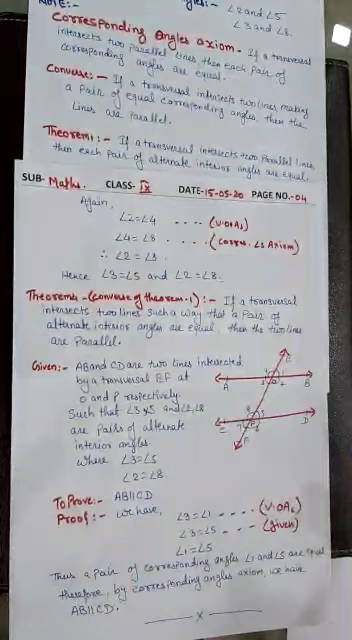 NOTE:-
∠2 and ∠5
∠3 and ∠8.
Corresponding Angles axiom - If a transversal
intersects two parallel lines then each pair of
corresponding angles are equal.
Converse:- If a transversal intersects two lines, making
a pair of equal corresponding angles, then the
lines are parallel.
Theorem1:- If a transversal intersects two parallel lines,
then each pair of alternate interior angles are equal.
SUB- Maths. CLASS- IX DATE-15-05-20 PAGE NO.-04
Again,
∠2=∠4 .... (V.O.As)
∠4=∠8 .... (corres. ∠s Axiom)
∴ ∠2=∠8.
Hence ∠3=∠5 and ∠2=∠8.
Theorem - (converse of theorem-1):- If a transversal
intersects two lines such a way that a pair of
alternate interior angles are equal, then the two lines
are parallel.
Given:- AB and CD are two lines intersected
by a transversal EF at
O and P respectively.
Such that ∠3,∠5 and ∠2,∠8
are pairs of alternate
interior angles.
where ∠3=∠5
∠2=∠8
E
A
B
C
D
F
To Prove:- AB||CD
Proof:- we have,
∠3=∠1 .... (V.O.As)
∠3=∠5 .... (Given)
∠1=∠5
Thus a pair of corresponding angles ∠1 and ∠5 are equal
therefore, by corresponding angles axiom, we have
AB||CD.
x